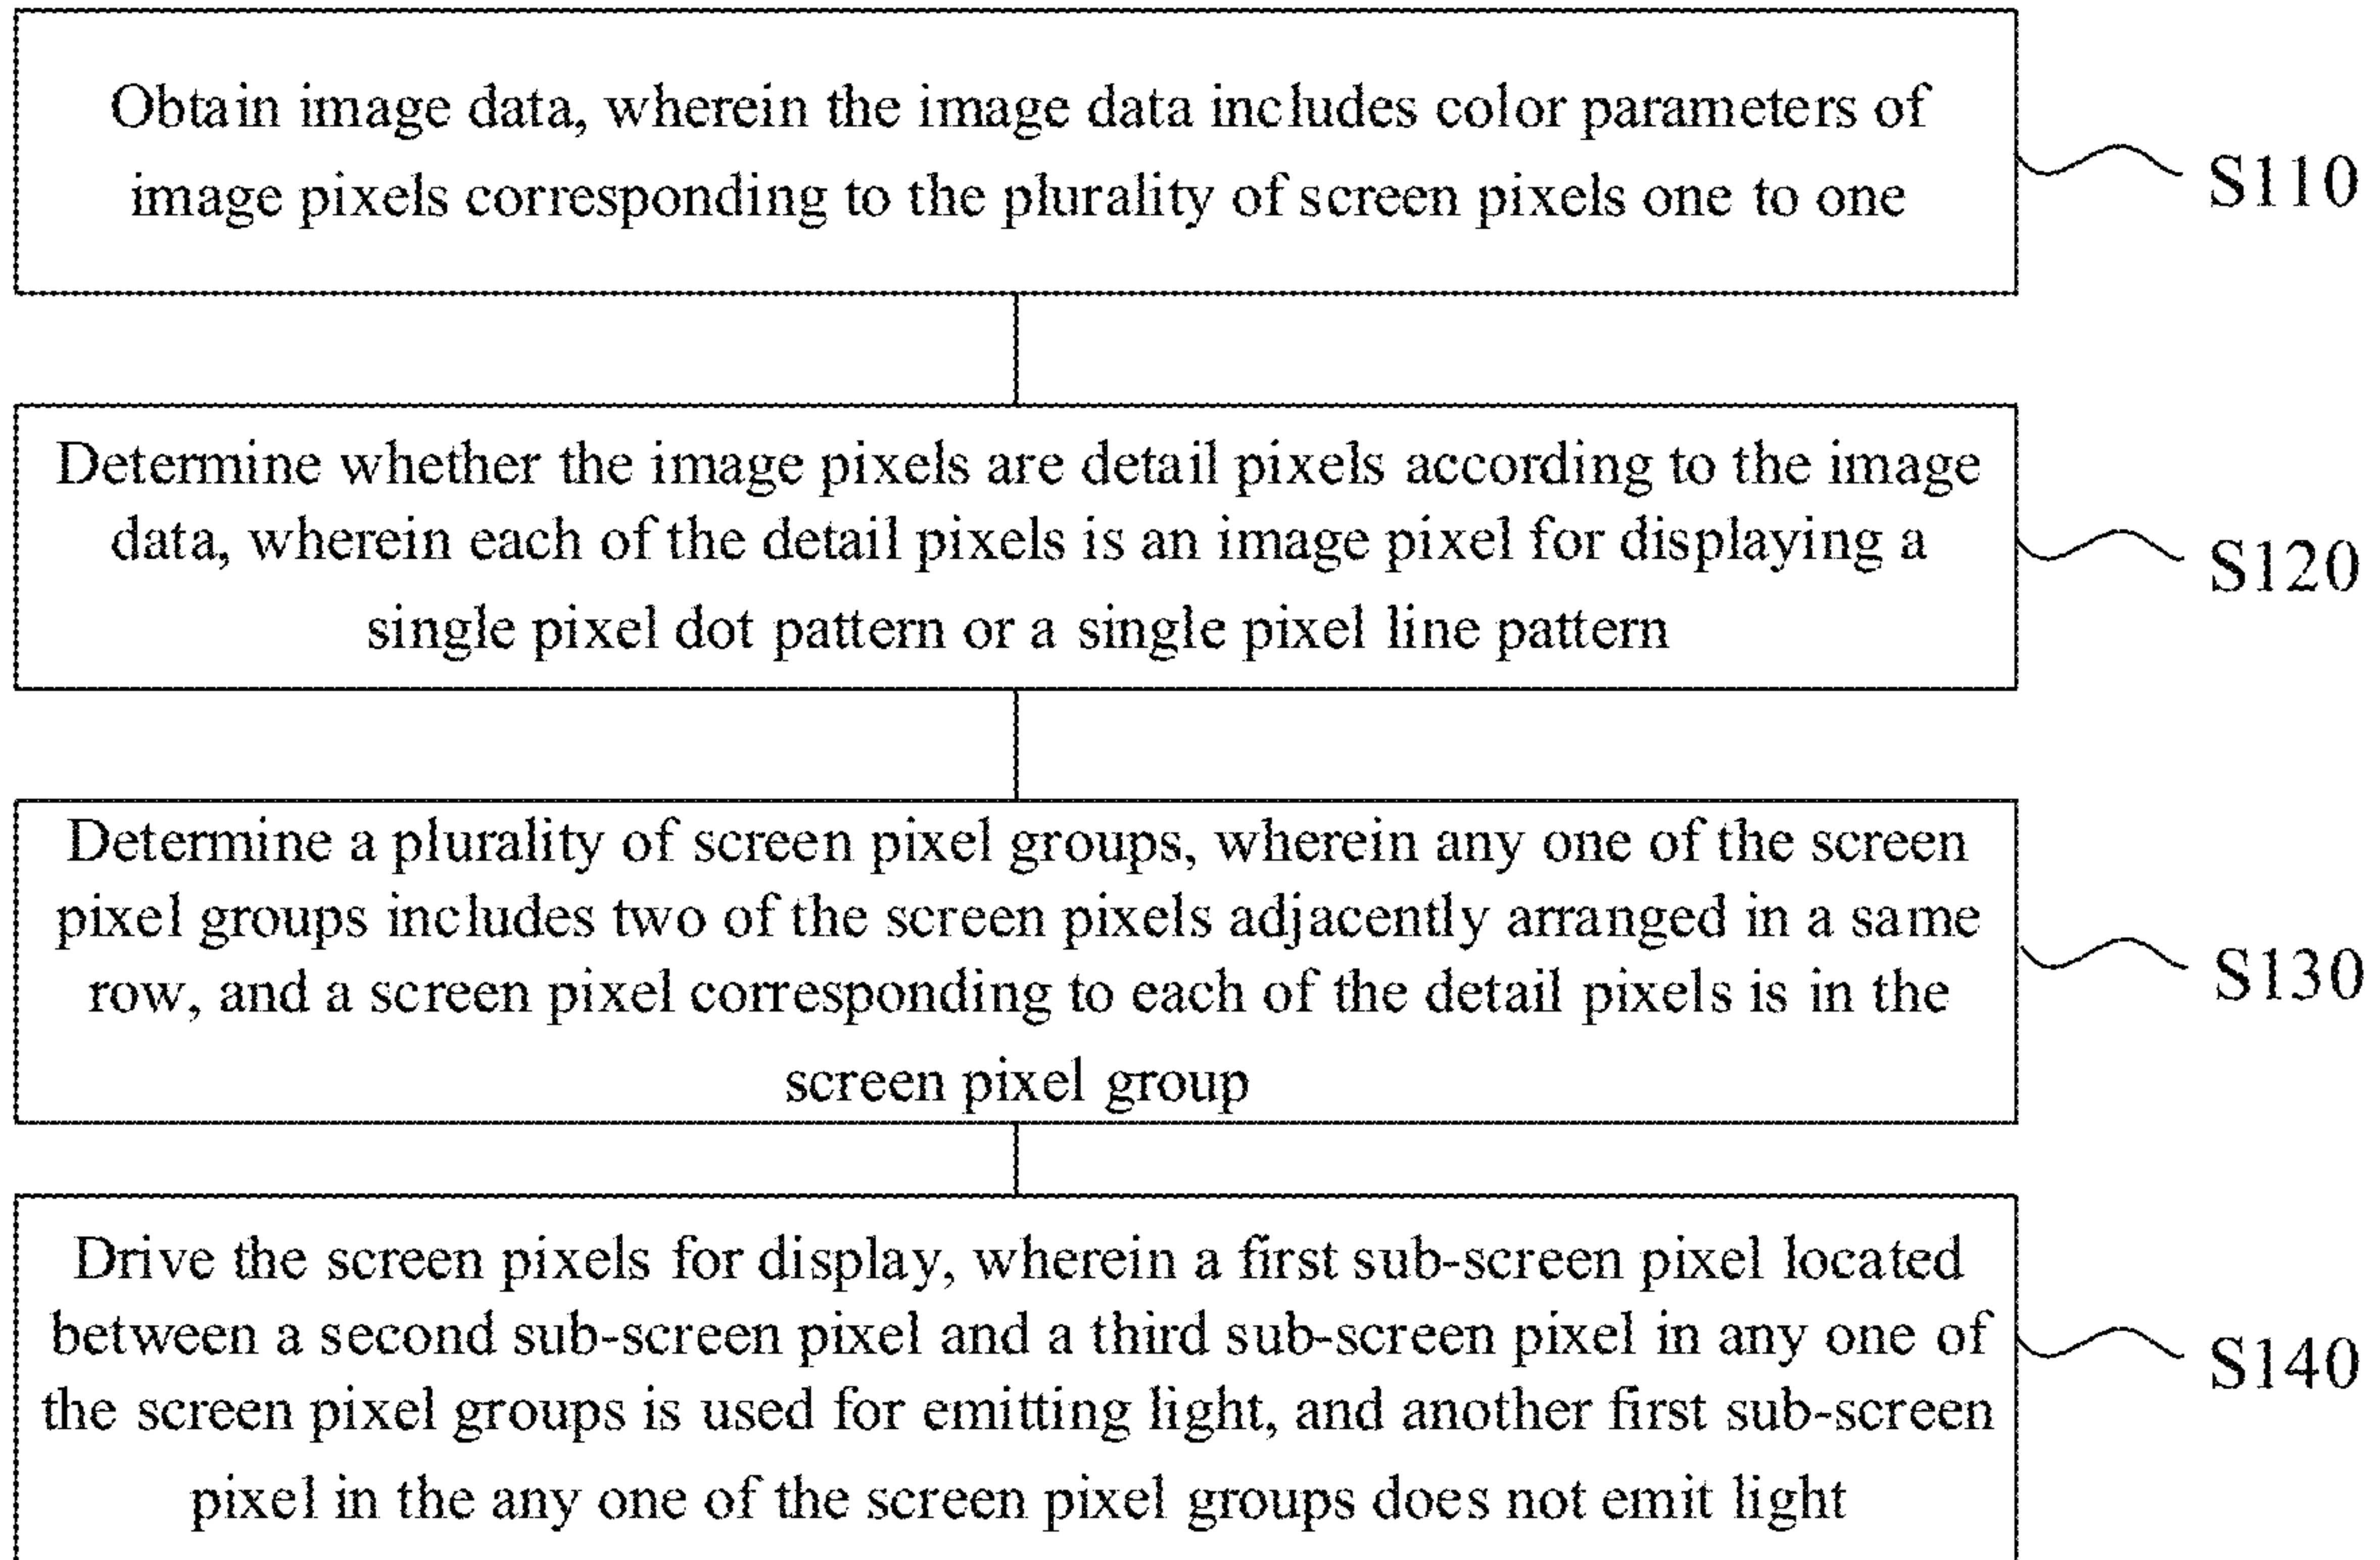 Obtain image data, wherein the image data includes color parameters of
image pixels corresponding to the plurality of screen pixels one to one
S110
Determine whether the image pixels are detail pixels according to the image
data, wherein each of the detail pixels is an image pixel for displaying a
single pixel dot pattern or a single pixel line pattern
S120
Determine a plurality of screen pixel groups, wherein any one of the screen
pixel groups includes two of the screen pixels adjacently arranged in a same
row, and a screen pixel corresponding to each of the detail pixels is in the
screen pixel group
S130
Drive the screen pixels for display, wherein a first sub-screen pixel located
between a second sub-screen pixel and a third sub-screen pixel in any one of
the screen pixel groups is used for emitting light, and another first sub-screen
pixel in the any one of the screen pixel groups does not emit light
S140